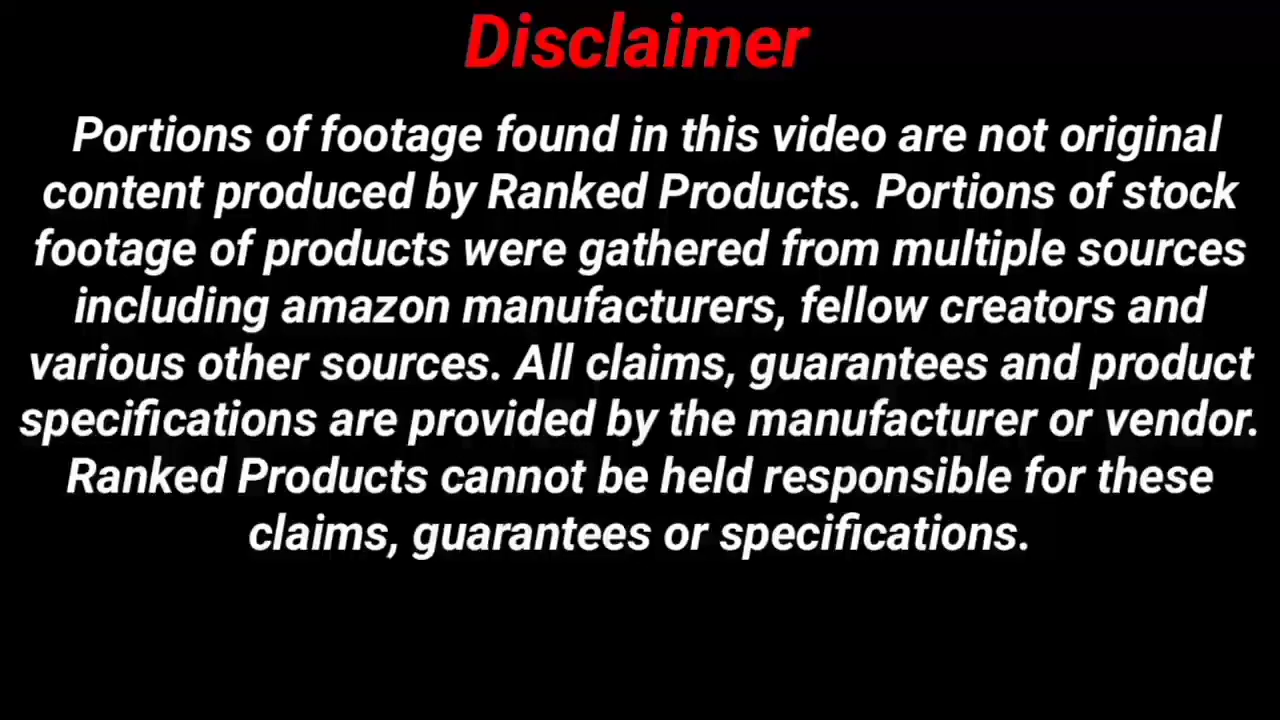 Disclaimer
Portions of footage found in this video are not original
content produced by Ranked Products. Portions of stock
footage of products were gathered from multiple sources
including amazon manufacturers, fellow creators and
various other sources. All claims, guarantees and product
specifications are provided by the manufacturer or vendor.
Ranked Products cannot be held responsible for these
claims, guarantees or specifications.